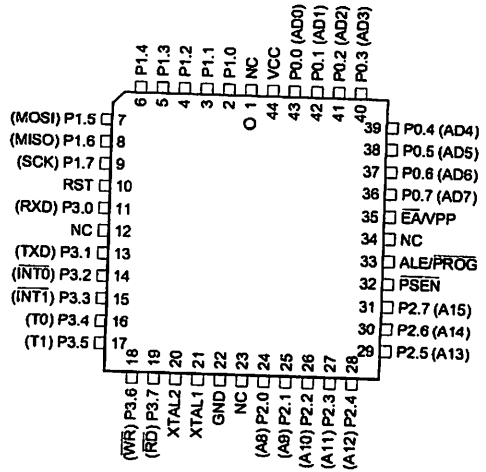 P1.4
P1.3
P1.2
P1.1
P1.0
NC
VCC
P0.0 (AD0)
P0.1 (AD1)
P0.2 (AD2)
P0.3 (AD3)
6
5
4
3
2
1
44
43
42
41
40
(MOSI) P1.5 7
(MISO) P1.6 8
(SCK) P1.7 9
RST 10
(RXD) P3.0 11
NC 12
(TXD) P3.1 13
(INT0) P3.2 14
(INT1) P3.3 15
(T0) P3.4 16
(T1) P3.5 17
39 P0.4 (AD4)
38 P0.5 (AD5)
37 P0.6 (AD6)
36 P0.7 (AD7)
35 EA/VPP
34 NC
33 ALE/PROG
32 PSEN
31 P2.7 (A15)
30 P2.6 (A14)
29 P2.5 (A13)
18
19
20
21
22
23
24
25
26
27
28
(WR) P3.6
(RD) P3.7
XTAL2
XTAL1
GND
NC
(A8) P2.0
(A9) P2.1
(A10) P2.2
(A11) P2.3
(A12) P2.4